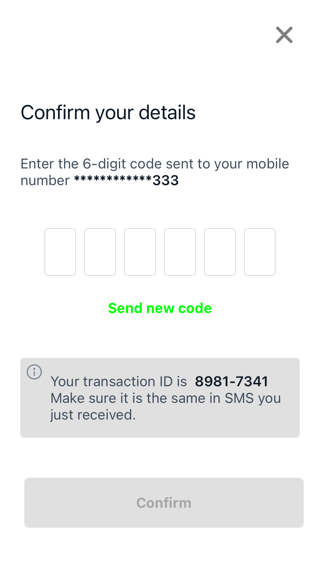 Confirm your details
Enter the 6-digit code sent to your mobile
number ************333
Send new code
Your transaction ID is 8981-7341
Make sure it is the same in SMS you
just received.
Confirm